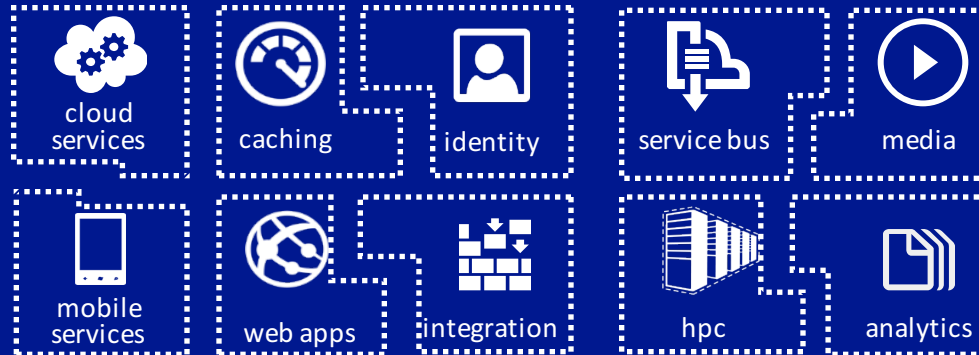 cloud
services
caching
identity
service bus
media
mobile
services
web apps
integration
hpc
analytics